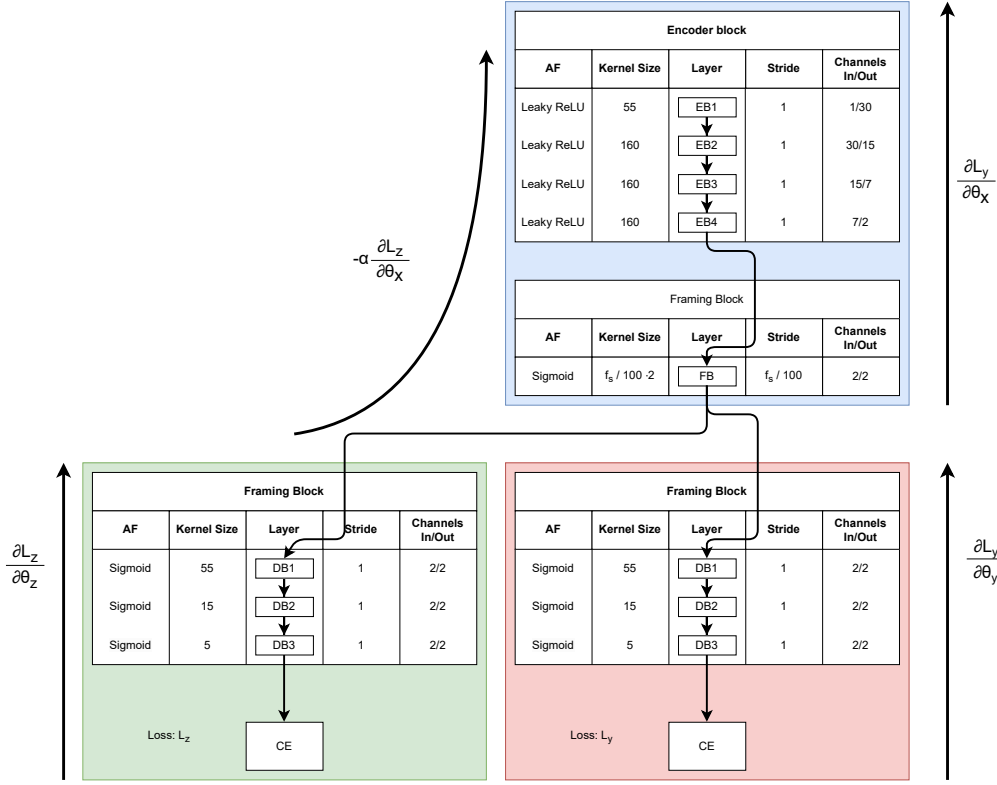 Encoder block
AF Kernel Size Layer Stride Channels In/Out
Leaky ReLU 55 EB1 1 1/30
Leaky ReLU 160 EB2 1 30/15
Leaky ReLU 160 EB3 1 15/7
Leaky ReLU 160 EB4 1 7/2
∂L_y
∂θ_x
-α ∂L_z
∂θ_x
Framing Block
AF Kernel Size Layer Stride Channels In/Out
Sigmoid f_s / 100 ·2 FB f_s / 100 2/2
∂L_z
∂θ_z
Framing Block
AF Kernel Size Layer Stride Channels In/Out
Sigmoid 55 DB1 1 2/2
Sigmoid 15 DB2 1 2/2
Sigmoid 5 DB3 1 2/2
Loss: L_z
CE
Framing Block
AF Kernel Size Layer Stride Channels In/Out
Sigmoid 55 DB1 1 2/2
Sigmoid 15 DB2 1 2/2
Sigmoid 5 DB3 1 2/2
Loss: L_y
CE
∂L_y
∂θ_y